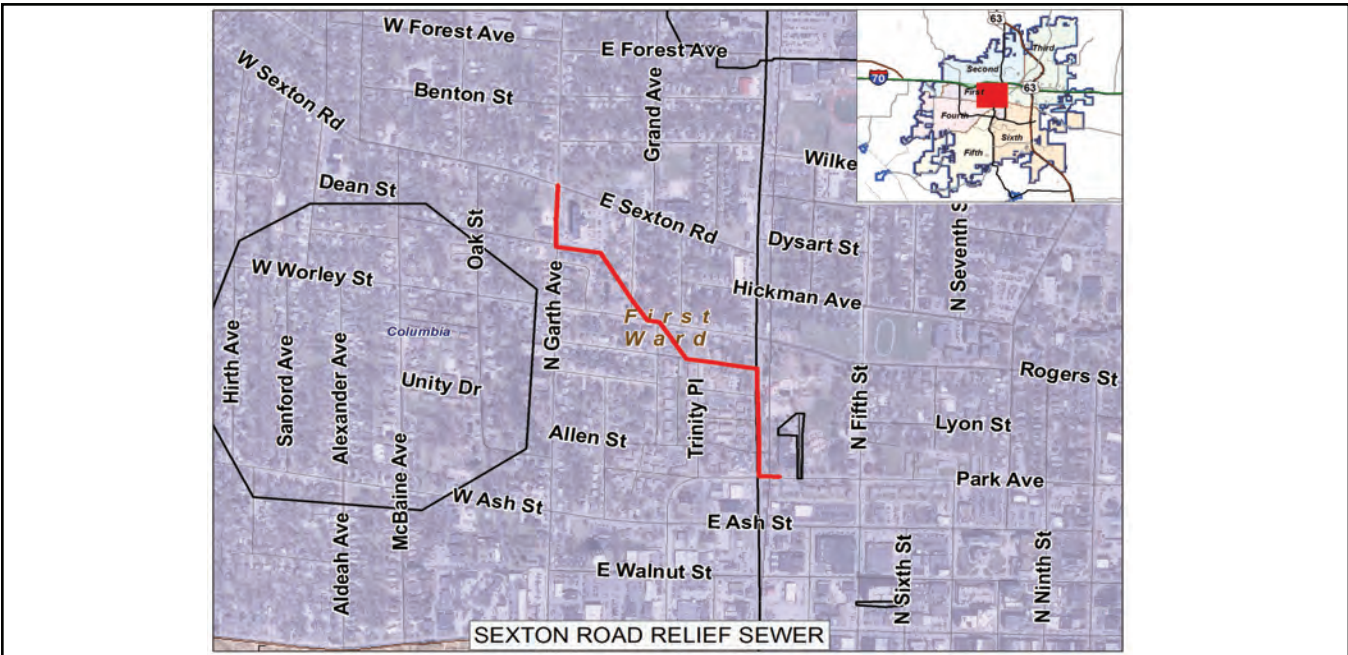 W Forest Ave
E Forest Ave
W Sexton Rd
Benton St
Grand Ave
Wilke
Dean St
Oak St
E Sexton Rd
Dysart St
N Seventh S
W Worley St
N Garth Ave
Hickman Ave
Columbia
First
Ward
Hirth Ave
Sanford Ave
Alexander Ave
Unity Dr
Trinity Pl
Rogers St
N Fifth St
Lyon St
McBaine Ave
Allen St
1
Park Ave
W Ash St
E Ash St
Aldeah Ave
E Walnut St
N Sixth St
N Ninth St
SEXTON ROAD RELIEF SEWER
63
Third
Second
70
First
63
Fourth
Sixth
Fifth